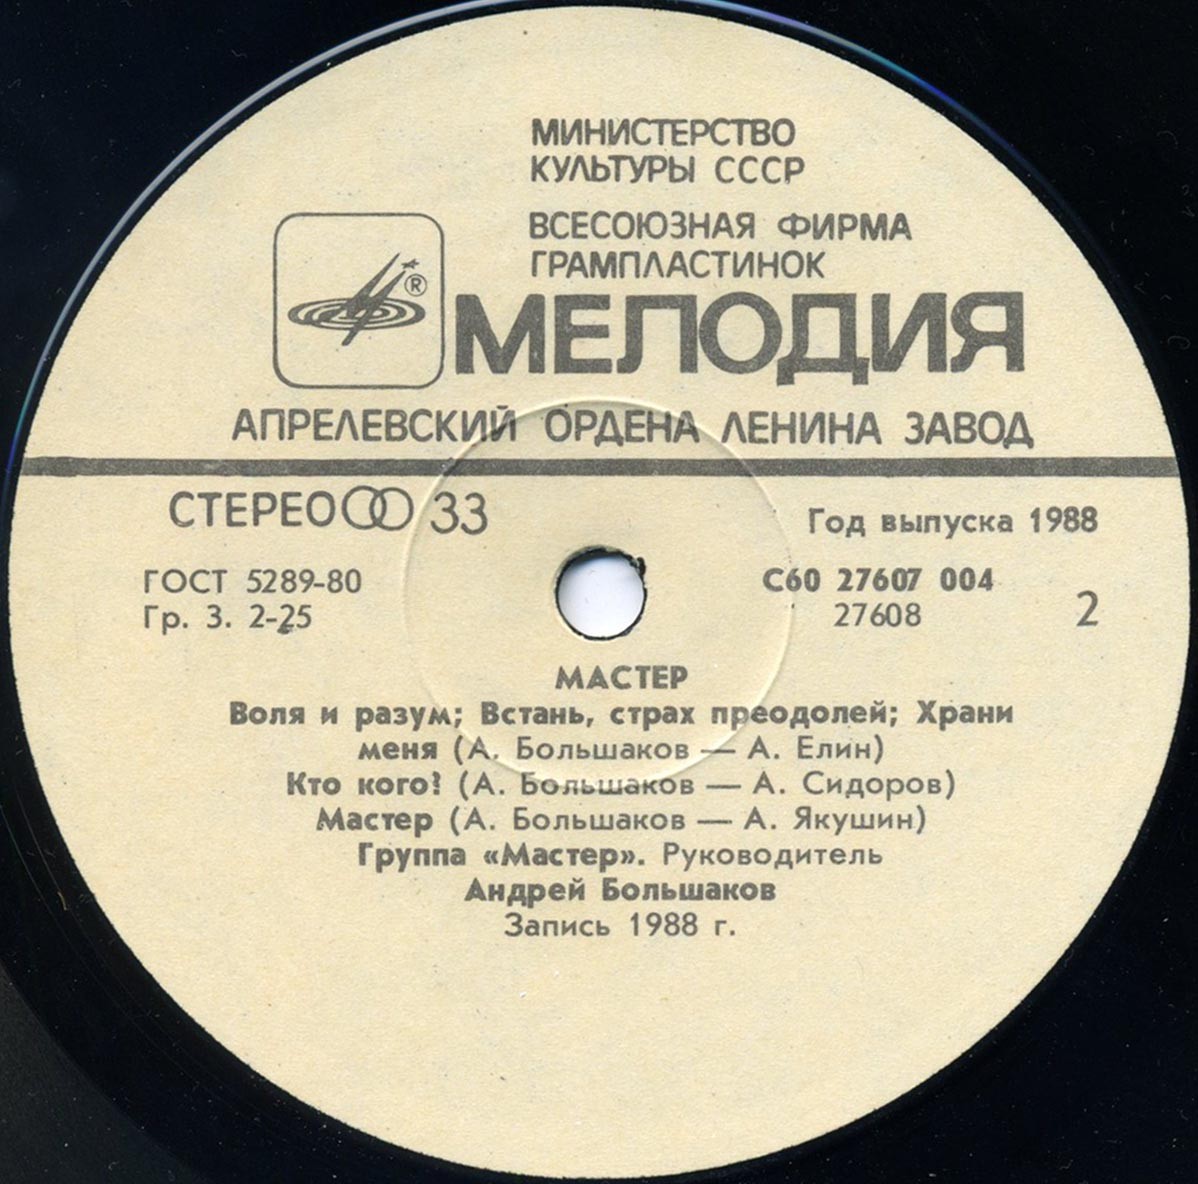 МИНИСТЕРСТВО
КУЛЬТУРЫ СССР
ВСЕСОЮЗНАЯ ФИРМА
ГРАМПЛАСТИНОК
®
МЕЛОДИЯ
АПРЕЛЕВСКИЙ ОРДЕНА ЛЕНИНА ЗАВОД
СТЕРЕО 33
Год выпуска 1988
ГОСТ 5289-80
Гр. 3. 2-25
С60 27607 004
27608
2
МАСТЕР
Воля и разум; Встань, страх преодолей; Храни
меня (А. Большаков — А. Елин)
Кто кого? (А. Большаков — А. Сидоров)
Мастер (А. Большаков — А. Якушин)
Группа «Мастер». Руководитель
Андрей Большаков
Запись 1988 г.